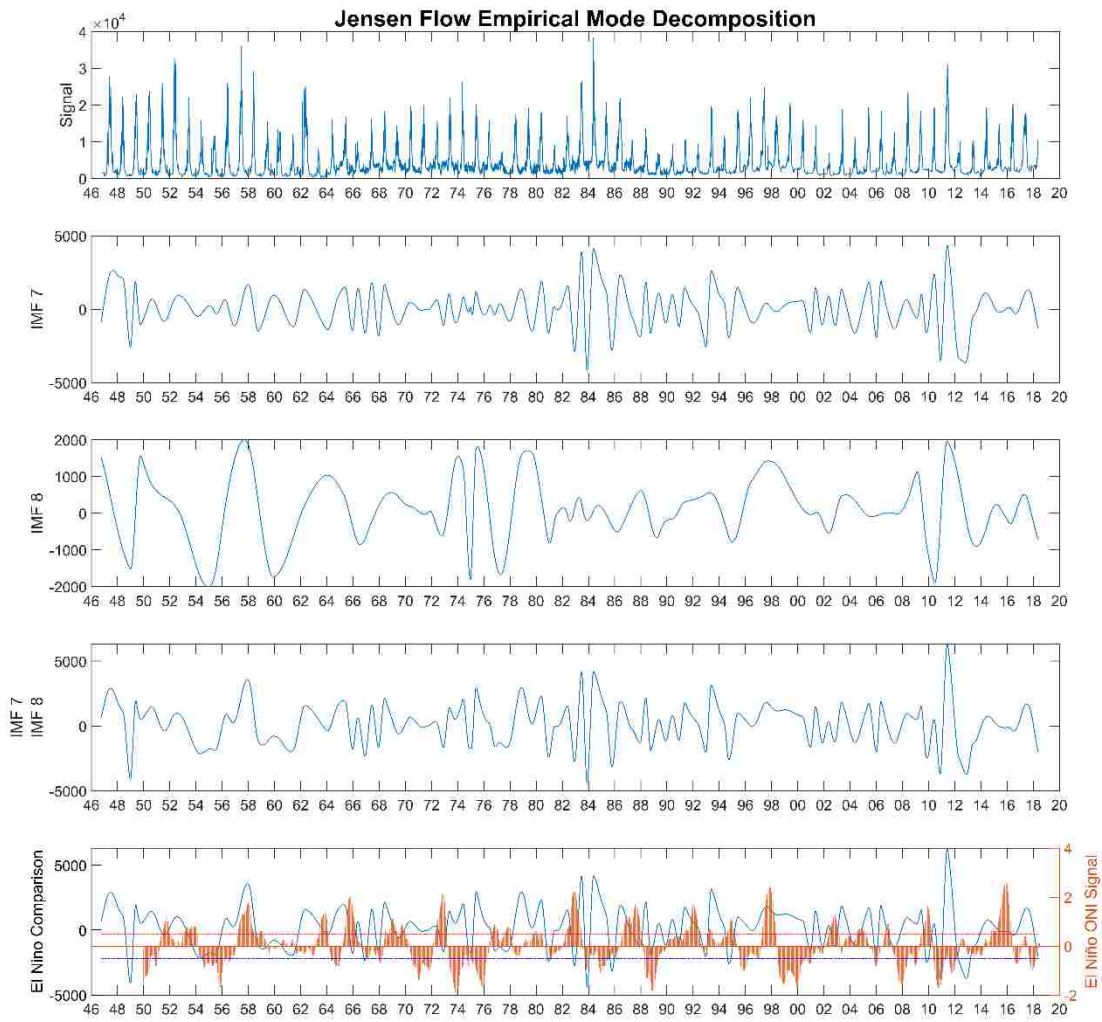 Jensen Flow Empirical Mode Decomposition
×10⁴
4
3
2
1
0
Signal
46 48 50 52 54 56 58 60 62 64 66 68 70 72 74 76 78 80 82 84 86 88 90 92 94 96 98 00 02 04 06 08 10 12 14 16 18 20
5000
0
-5000
IMF 7
46 48 50 52 54 56 58 60 62 64 66 68 70 72 74 76 78 80 82 84 86 88 90 92 94 96 98 00 02 04 06 08 10 12 14 16 18 20
2000
1000
0
-1000
-2000
IMF 8
46 48 50 52 54 56 58 60 62 64 66 68 70 72 74 76 78 80 82 84 86 88 90 92 94 96 98 00 02 04 06 08 10 12 14 16 18 20
5000
0
-5000
IMF 7
IMF 8
46 48 50 52 54 56 58 60 62 64 66 68 70 72 74 76 78 80 82 84 86 88 90 92 94 96 98 00 02 04 06 08 10 12 14 16 18 20
5000
0
-5000
El Nino Comparison
4
2
0
-2
El Niño ONI Signal
46 48 50 52 54 56 58 60 62 64 66 68 70 72 74 76 78 80 82 84 86 88 90 92 94 96 98 00 02 04 06 08 10 12 14 16 18 20